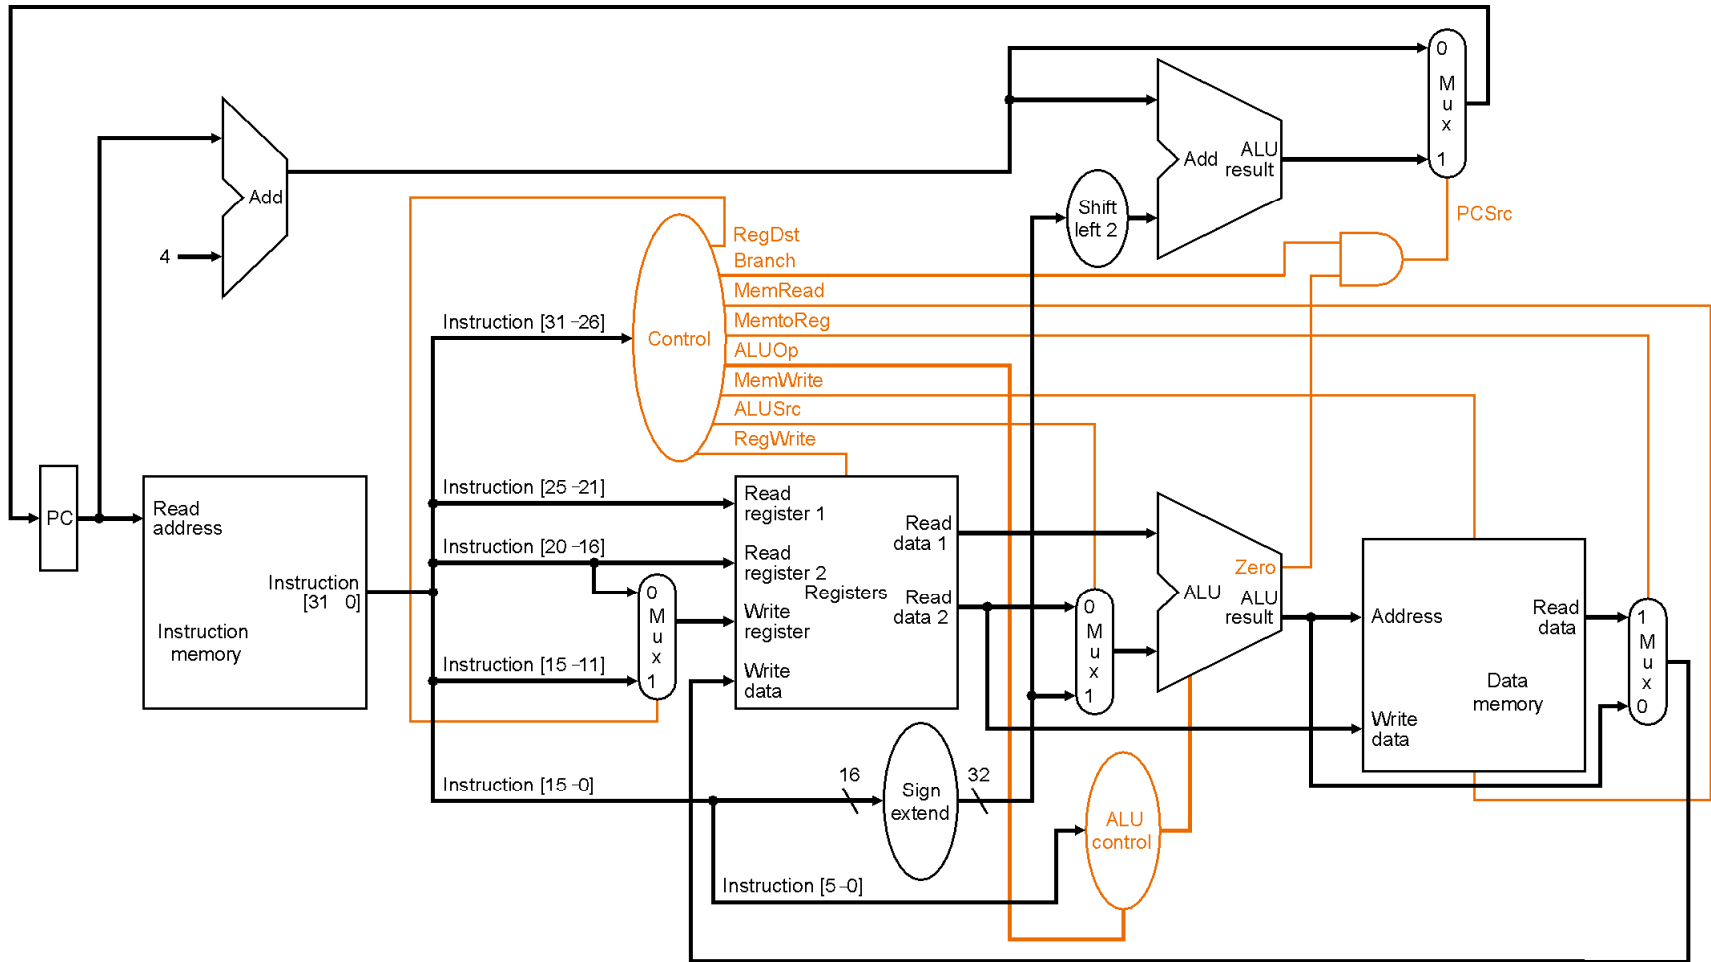 0
M
u
x
1
Add
ALU
result
Shift
left 2
PCSrc
Add
4
RegDst
Branch
MemRead
MemtoReg
ALUOp
MemWrite
ALUSrc
RegWrite
Control
Instruction [31–26]
Instruction [25–21]
Instruction [20–16]
Instruction [15–11]
Instruction [15–0]
Instruction [5–0]
PC
Read
address
Instruction
[31 0]
Instruction
memory
0
M
u
x
1
Read
register 1
Read
register 2
Registers
Write
register
Write
data
Read
data 1
Read
data 2
0
M
u
x
1
Zero
ALU
ALU
result
Address
Read
data
Data
memory
Write
data
1
M
u
x
0
16
Sign
extend
32
ALU
control